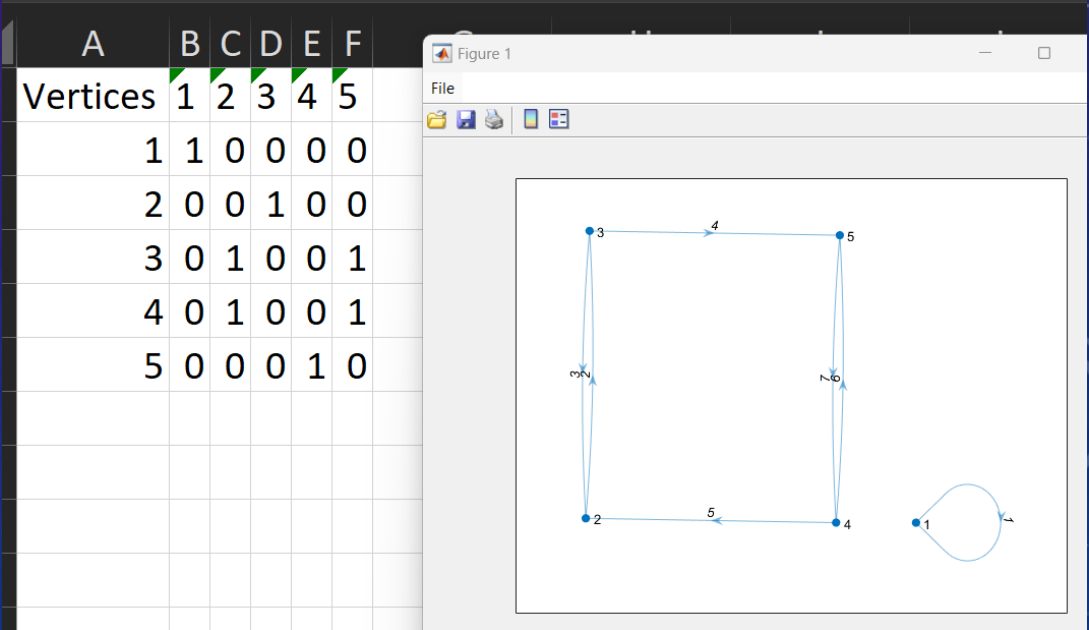 A B C D E F
Vertices 1 2 3 4 5
1 1 0 0 0 0
2 0 0 1 0 0
3 0 1 0 0 1
4 0 1 0 0 1
5 0 0 0 1 0
Figure 1
File
3 4 5
3 2 7 6
2 5 4 1 1